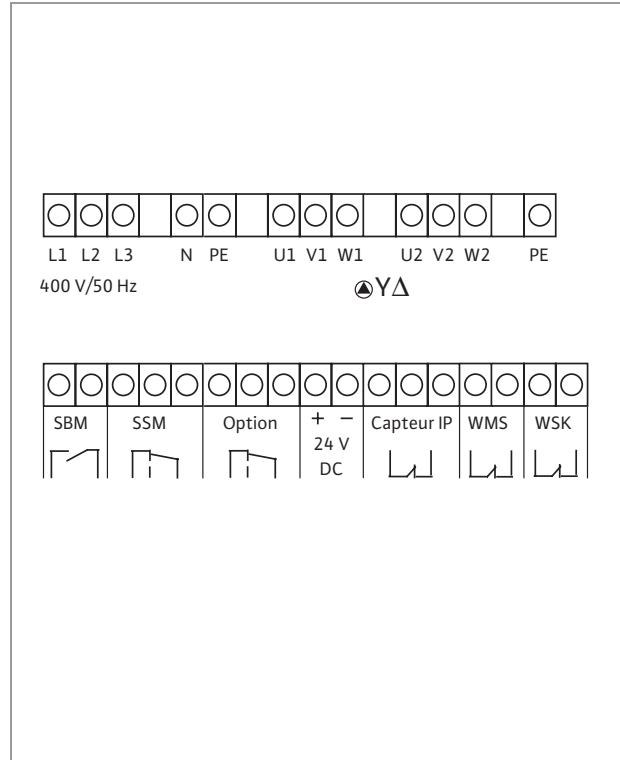 L1 L2 L3 N PE U1 V1 W1 U2 V2 W2 PE
400 V/50 Hz YΔ
SBM SSM Option + − Capteur IP WMS WSK
24 V
DC